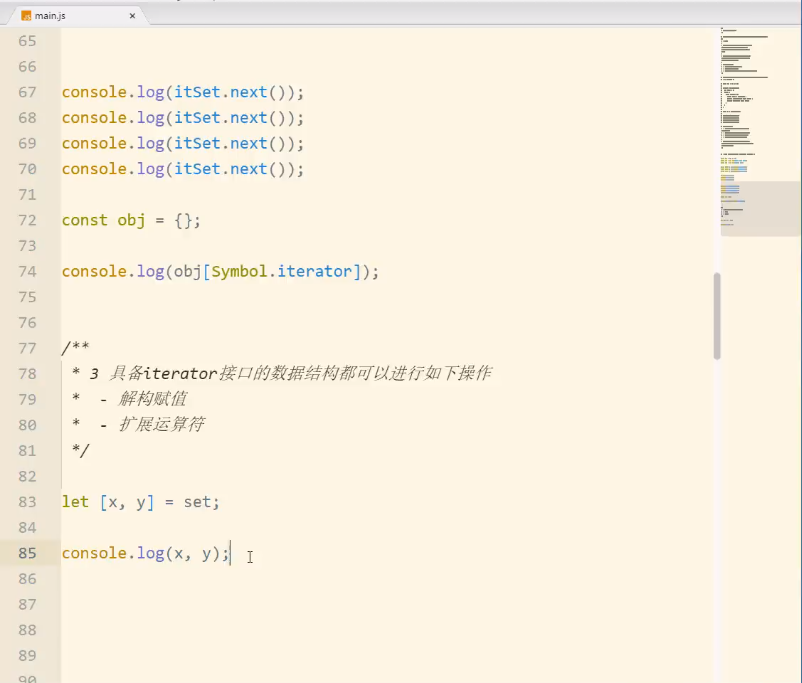 main.js ×
65
66
67 console.log(itSet.next());
68 console.log(itSet.next());
69 console.log(itSet.next());
70 console.log(itSet.next());
71
72 const obj = {};
73
74 console.log(obj[Symbol.iterator]);
75
76
77 /**
78 * 3 具备iterator接口的数据结构都可以进行如下操作
79 * - 解构赋值
80 * - 扩展运算符
81 */
82
83 let [x, y] = set;
84
85 console.log(x, y);
86
87
88
89
90